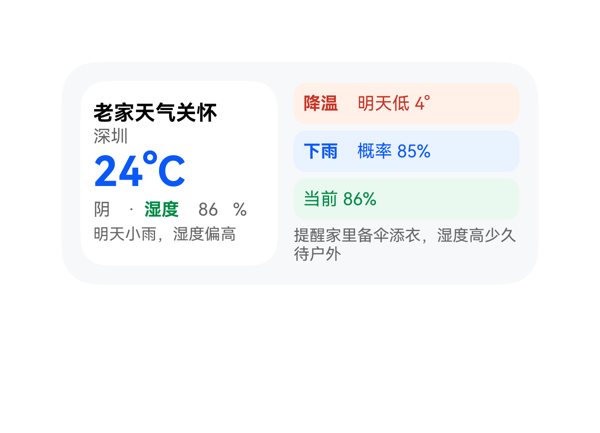 老家天气关怀
深圳
24°C
阴 · 湿度 86 %
明天小雨，湿度偏高
降温 明天低 4°
下雨 概率 85%
当前 86%
提醒家里备伞添衣，湿度高少久
待户外